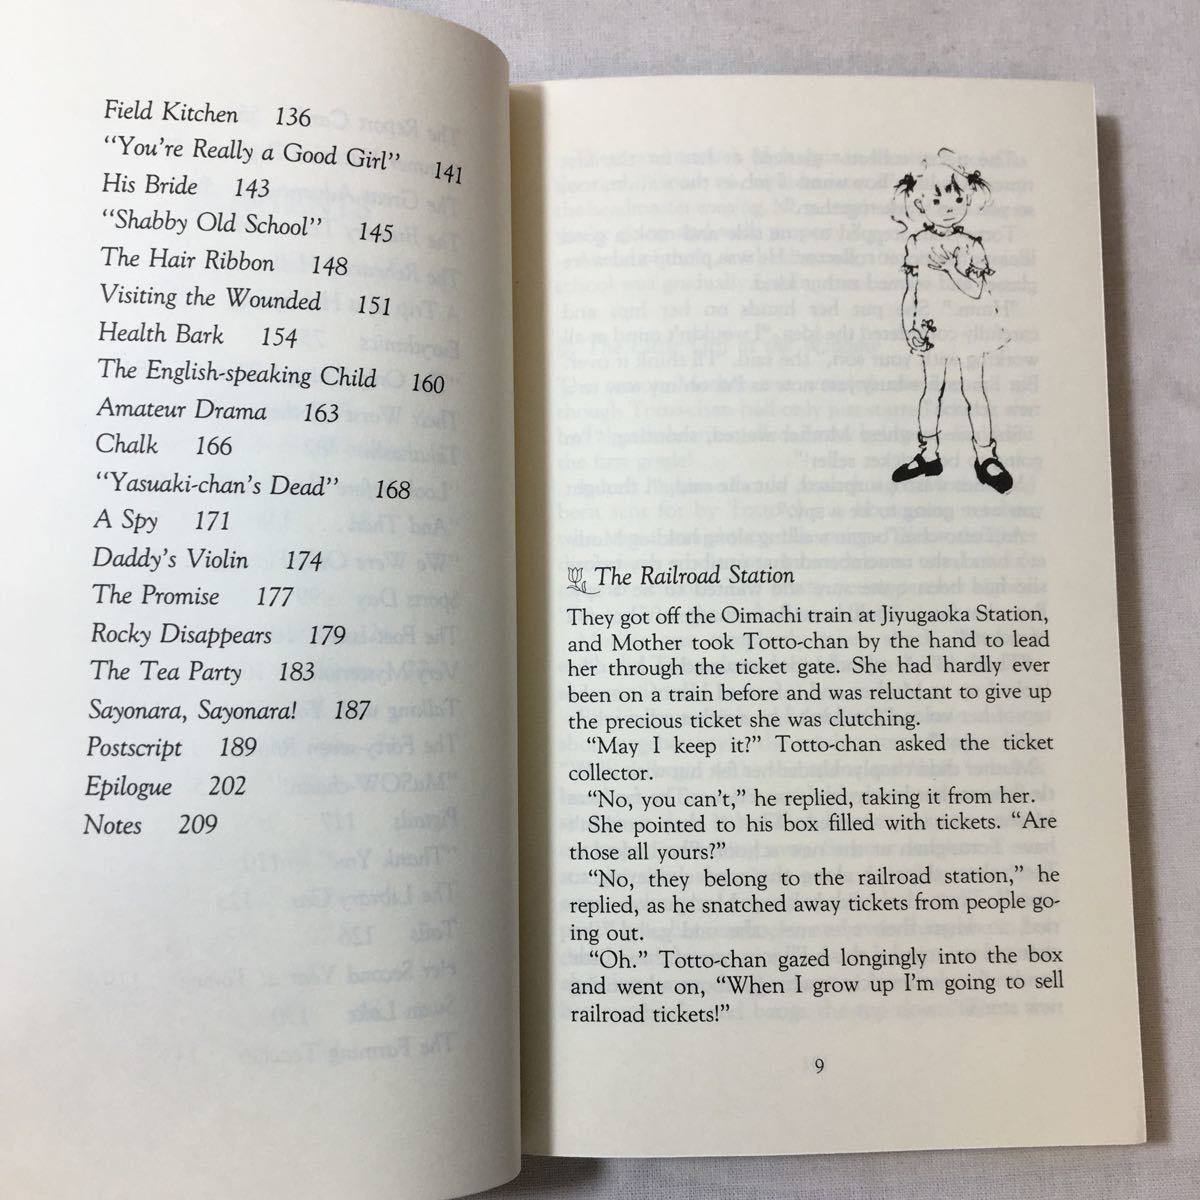 Field Kitchen 136
“You're Really a Good Girl” 141
His Bride 143
“Shabby Old School” 145
The Hair Ribbon 148
Visiting the Wounded 151
Health Bark 154
The English-speaking Child 160
Amateur Drama 163
Chalk 166
“Yasuaki-chan's Dead” 168
A Spy 171
Daddy's Violin 174
The Promise 177
Rocky Disappears 179
The Tea Party 183
Sayonara, Sayonara! 187
Postscript 189
Epilogue 202
Notes 209
The Railroad Station
They got off the Oimachi train at Jiyugaoka Station,
and Mother took Totto-chan by the hand to lead
her through the ticket gate. She had hardly ever
been on a train before and was reluctant to give up
the precious ticket she was clutching.
“May I keep it?” Totto-chan asked the ticket
collector.
“No, you can't,” he replied, taking it from her.
She pointed to his box filled with tickets. “Are
those all yours?”
“No, they belong to the railroad station,” he
replied, as he snatched away tickets from people go-
ing out.
“Oh.” Totto-chan gazed longingly into the box
and went on, “When I grow up I'm going to sell
railroad tickets!”
9